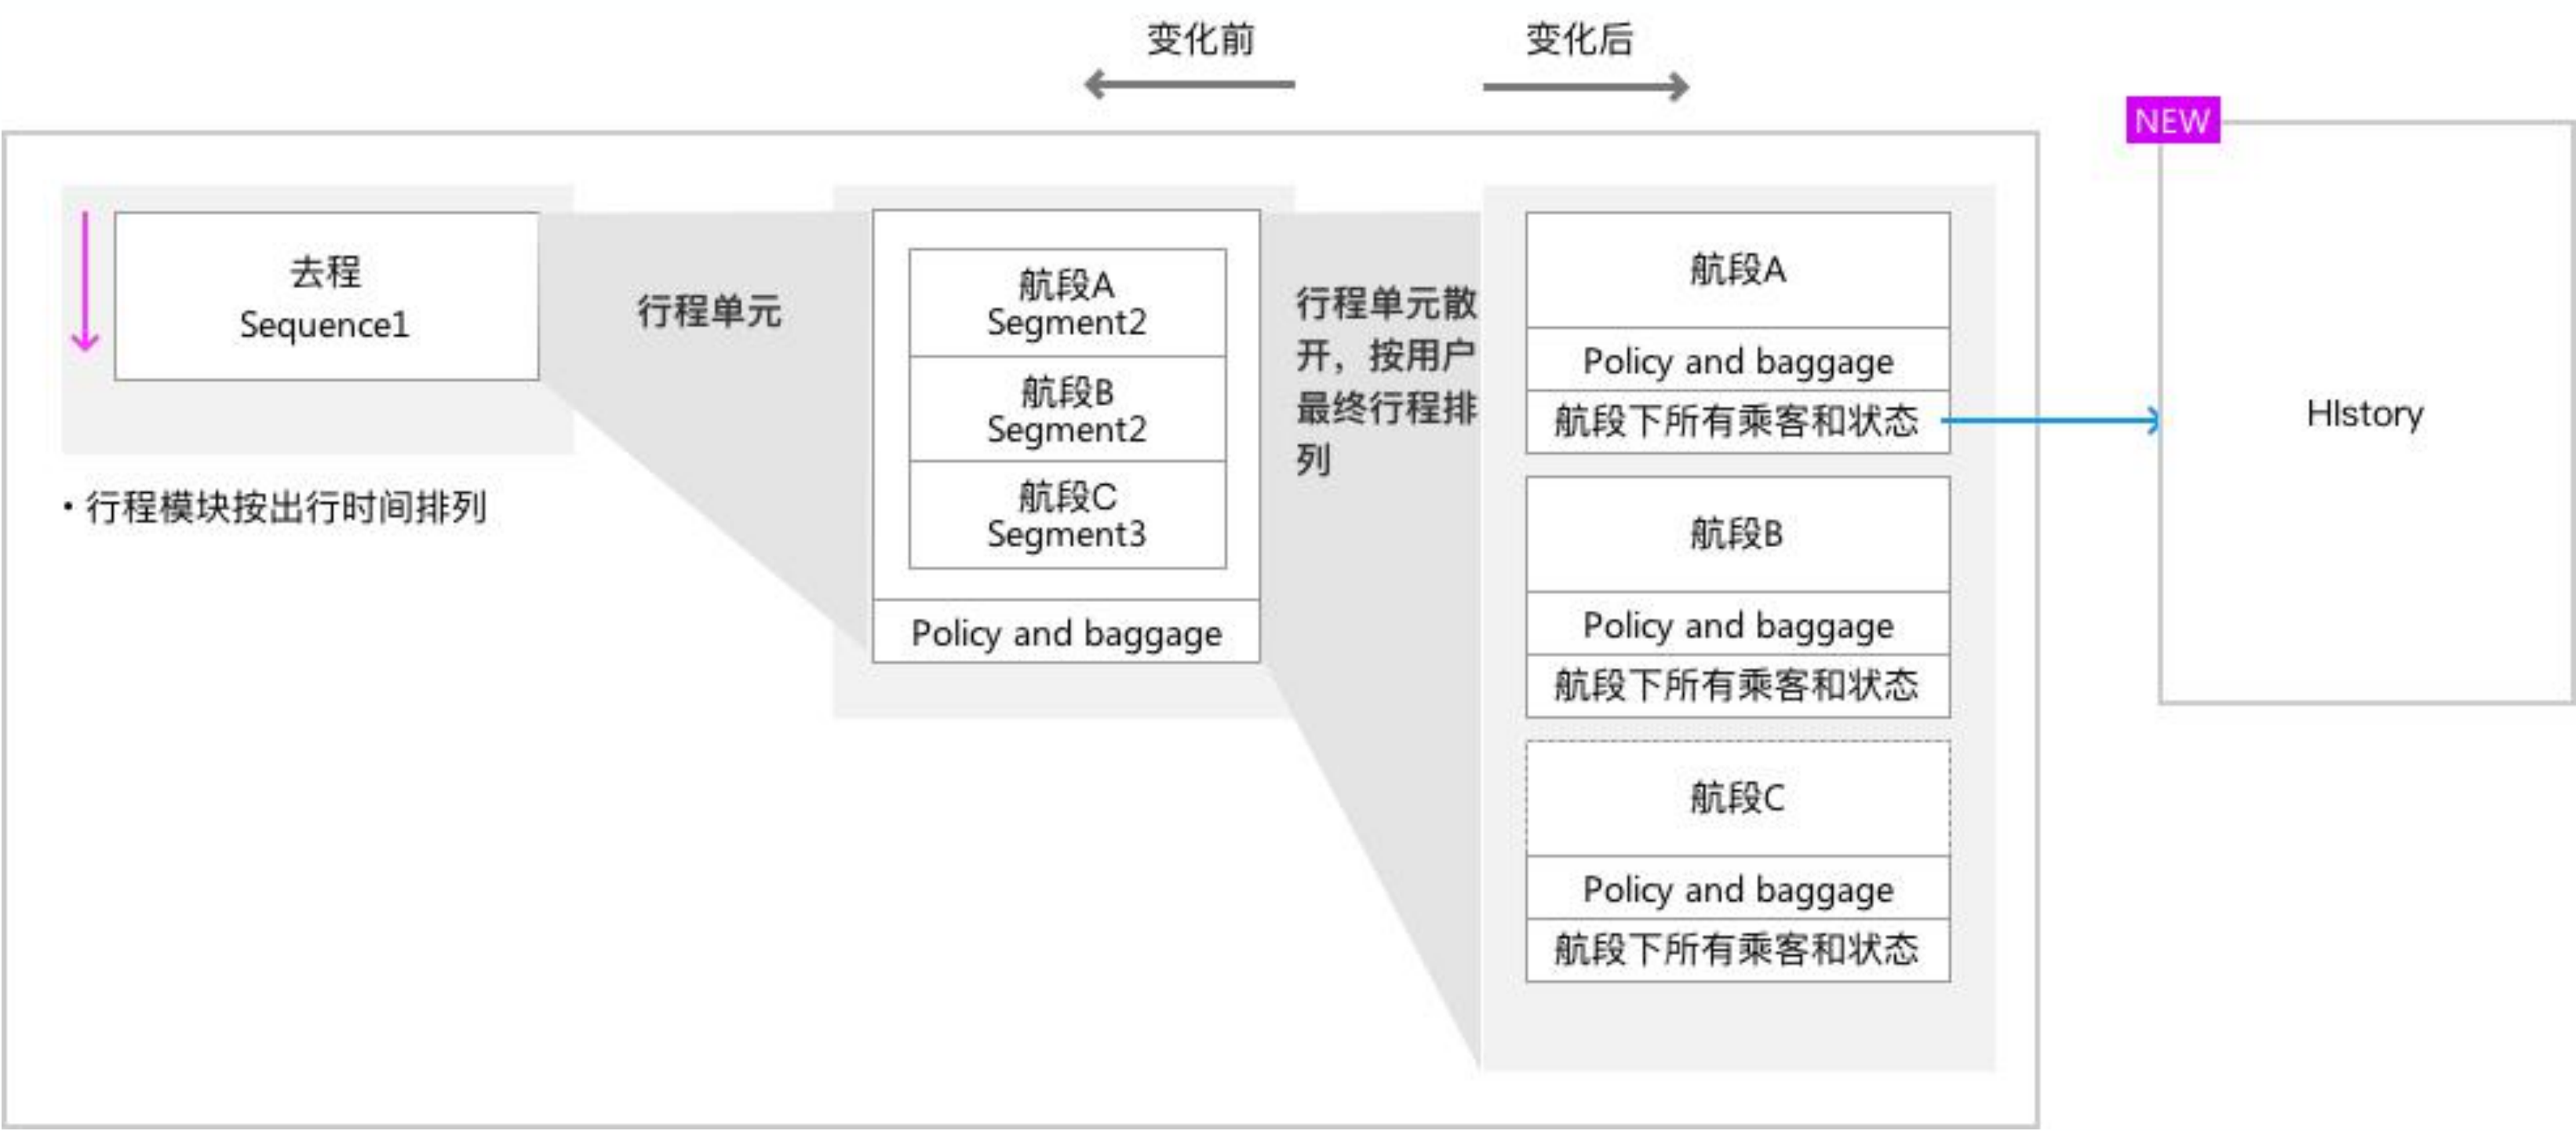 变化前
变化后
NEW
去程
Sequence1
• 行程模块按出行时间排列
行程单元
航段A
Segment2
航段B
Segment2
航段C
Segment3
Policy and baggage
行程单元散
开，按用户
最终行程排
列
航段A
Policy and baggage
航段下所有乘客和状态
航段B
Policy and baggage
航段下所有乘客和状态
航段C
Policy and baggage
航段下所有乘客和状态
HIstory